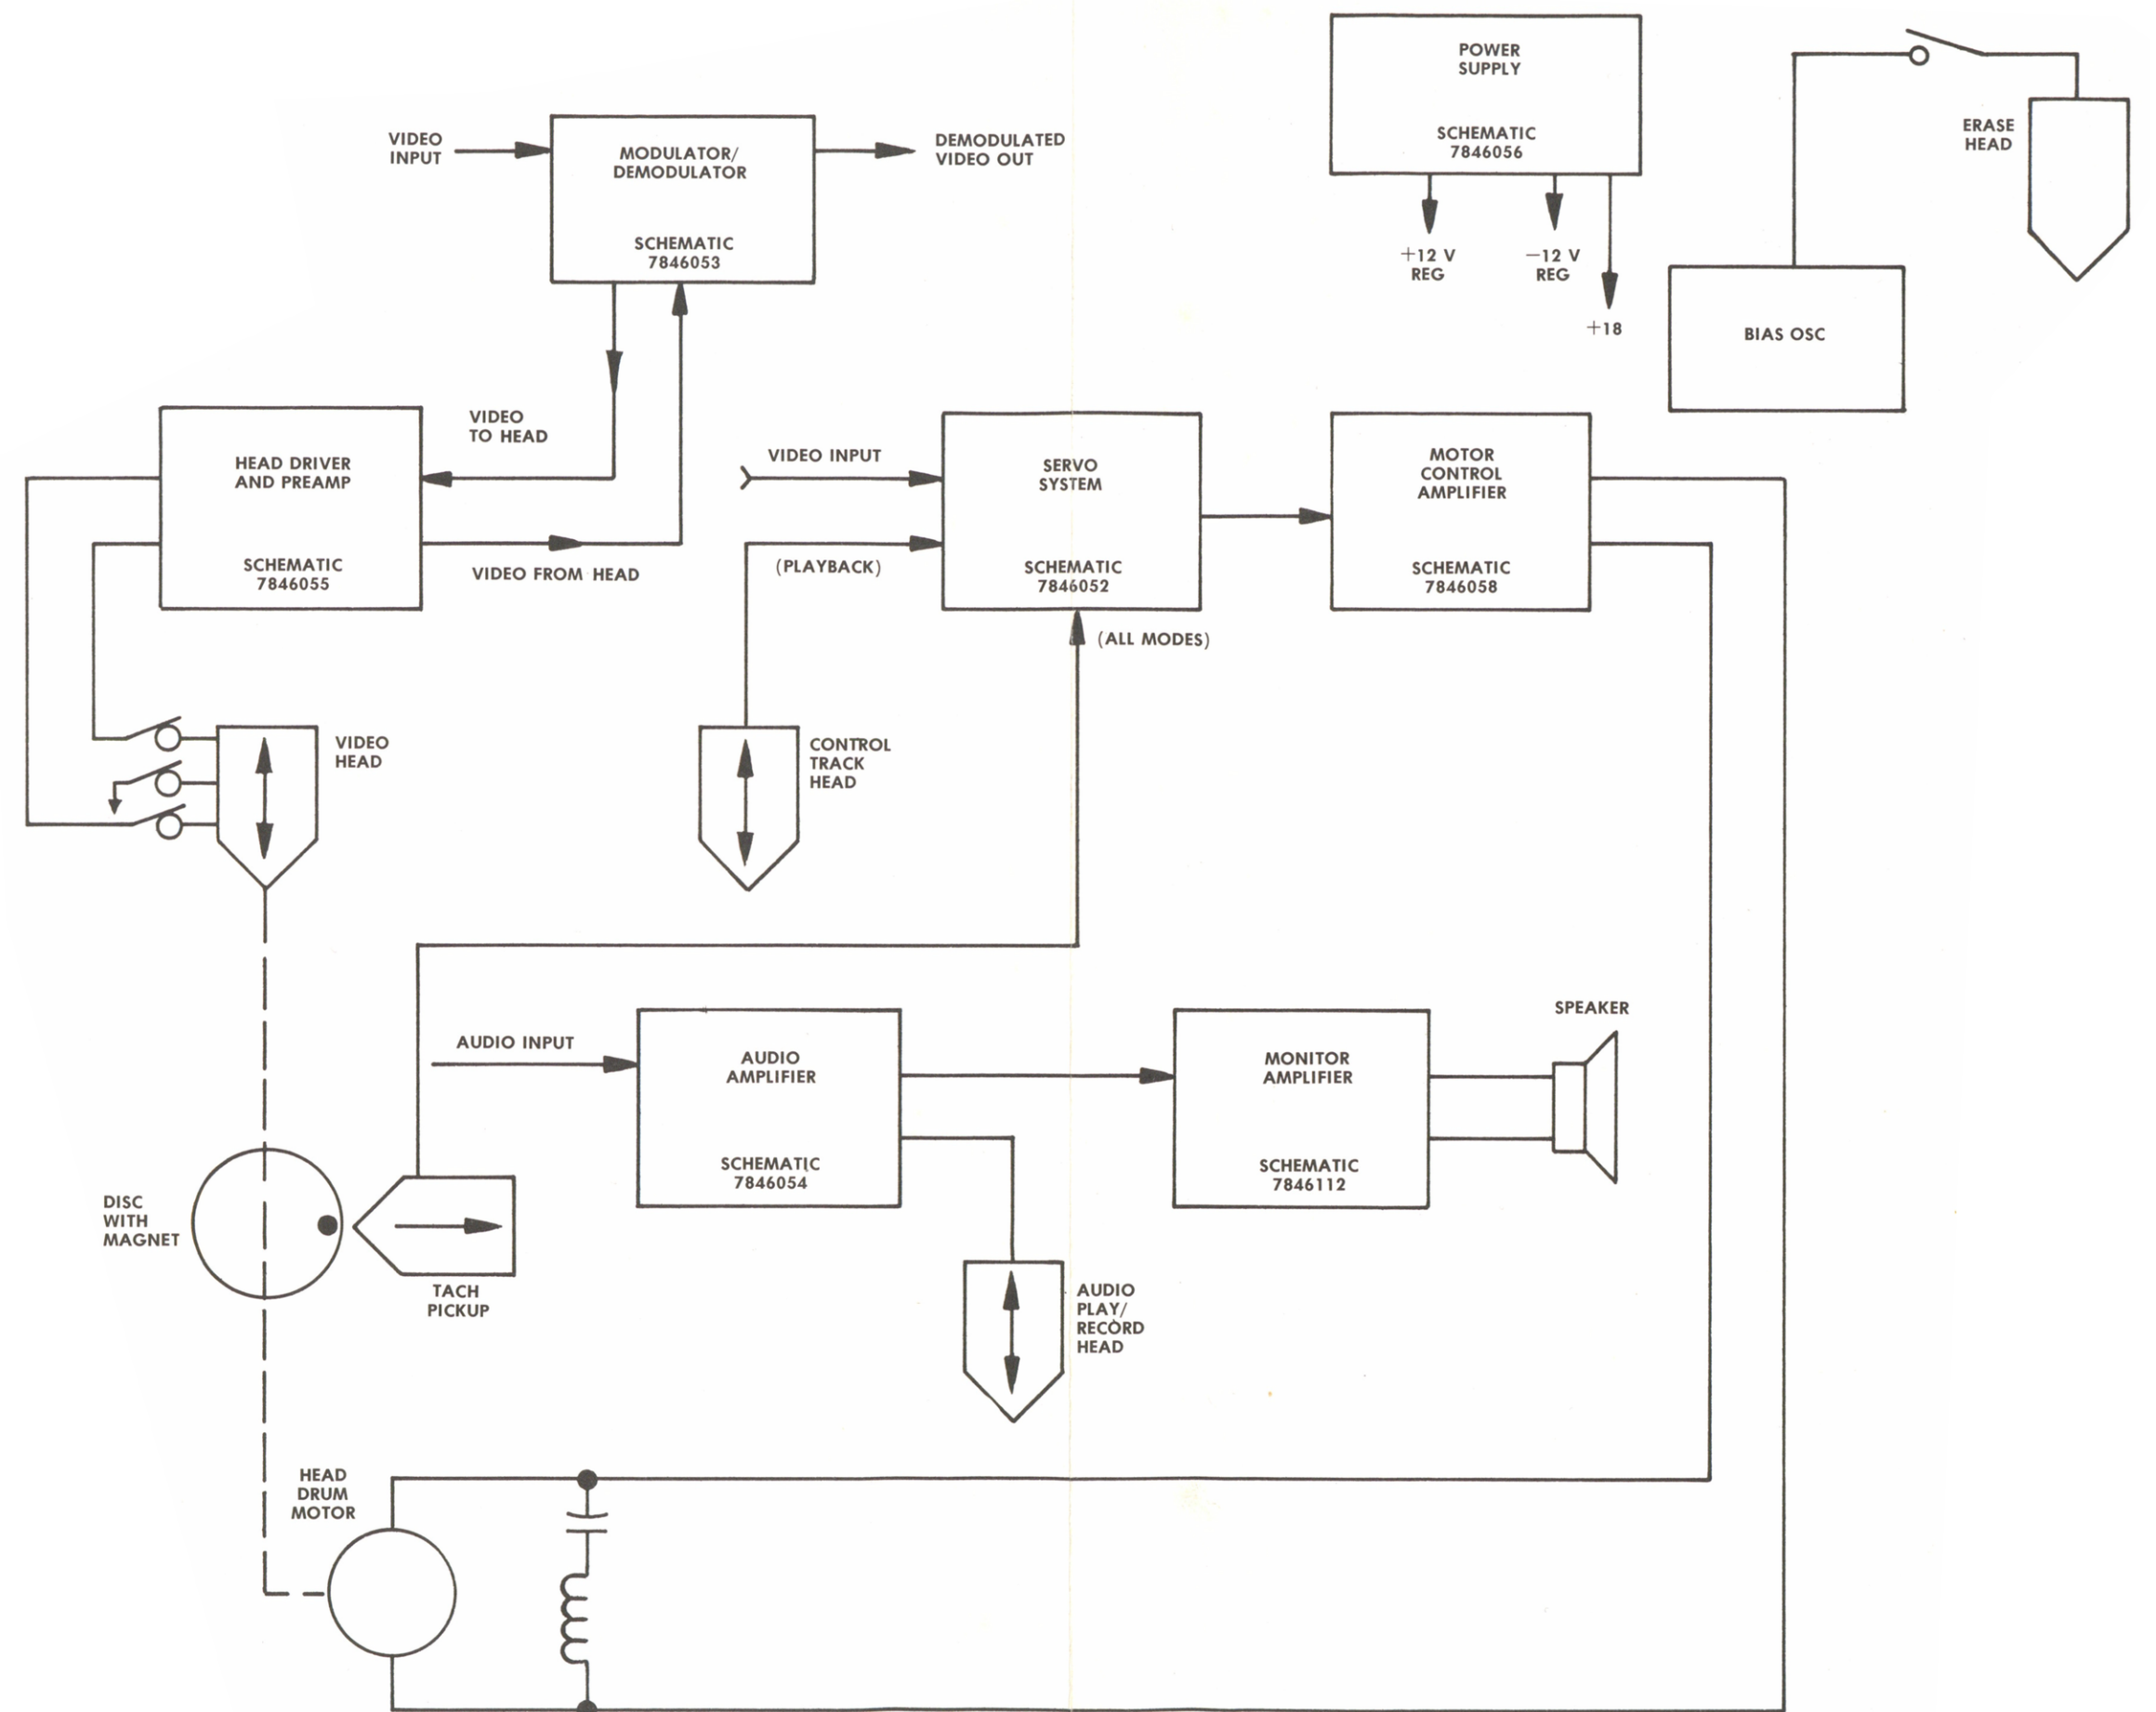 POWER
SUPPLY
SCHEMATIC
7846056
+12 V
REG
−12 V
REG
+18
ERASE
HEAD
BIAS OSC
VIDEO
INPUT
MODULATOR/
DEMODULATOR
SCHEMATIC
7846053
DEMODULATED
VIDEO OUT
HEAD DRIVER
AND PREAMP
SCHEMATIC
7846055
VIDEO
TO HEAD
VIDEO FROM HEAD
VIDEO INPUT
(PLAYBACK)
SERVO
SYSTEM
SCHEMATIC
7846052
(ALL MODES)
MOTOR
CONTROL
AMPLIFIER
SCHEMATIC
7846058
VIDEO
HEAD
CONTROL
TRACK
HEAD
AUDIO INPUT
AUDIO
AMPLIFIER
SCHEMATIC
7846054
MONITOR
AMPLIFIER
SCHEMATIC
7846112
SPEAKER
DISC
WITH
MAGNET
TACH
PICKUP
AUDIO
PLAY/
RECORD
HEAD
HEAD
DRUM
MOTOR